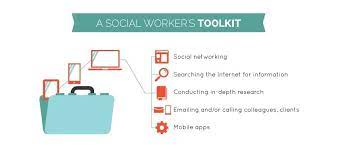 A SOCIAL WORKER'S TOOLKIT
Social networking
Searching the Internet for information
Conducting in-depth research
Emailing and/or calling colleagues, clients
Mobile apps